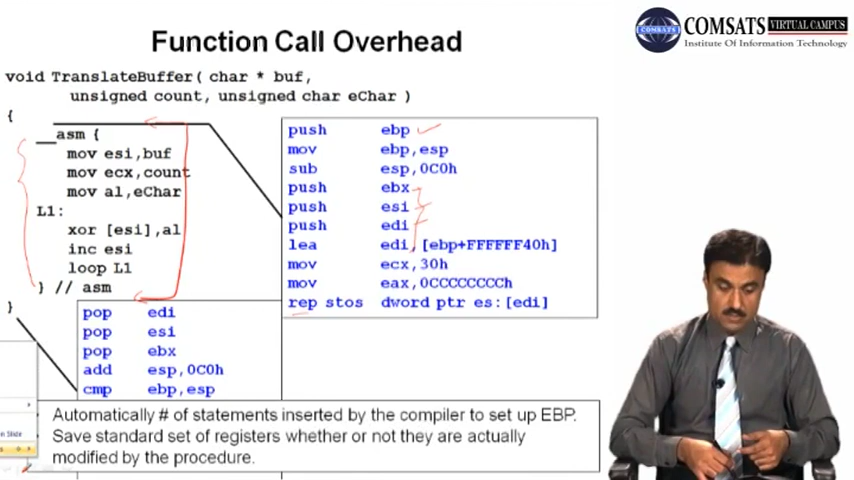 COMSATS VIRTUAL CAMPUS
COMSATS
Institute Of Information Technology
Function Call Overhead
void TranslateBuffer( char * buf,
unsigned count, unsigned char eChar )
{
__asm {
mov esi,buf
mov ecx,count
mov al,eChar
L1:
xor [esi],al
inc esi
loop L1
} // asm
}
push ebp
mov ebp,esp
sub esp,0C0h
push ebx
push esi
push edi
lea edi,[ebp+FFFFFF40h]
mov ecx,30h
mov eax,0CCCCCCCCh
rep stos dword ptr es:[edi]
pop edi
pop esi
pop ebx
add esp,0C0h
cmp ebp,esp
Automatically # of statements inserted by the compiler to set up EBP.
Save standard set of registers whether or not they are actually
modified by the procedure.
n Slide